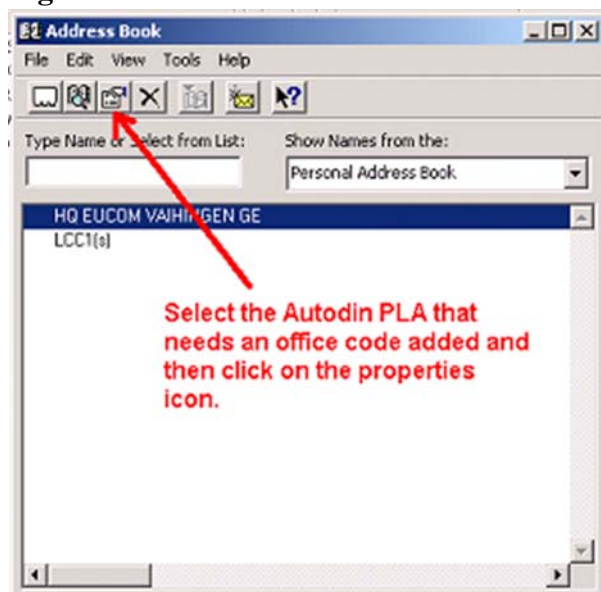 Address Book
File Edit View Tools Help
Type Name or Select from List:
Show Names from the:
Personal Address Book
HQ EUCOM VAIHINGEN GE
LCC1(s)
Select the Autodin PLA that
needs an office code added and
then click on the properties
icon.